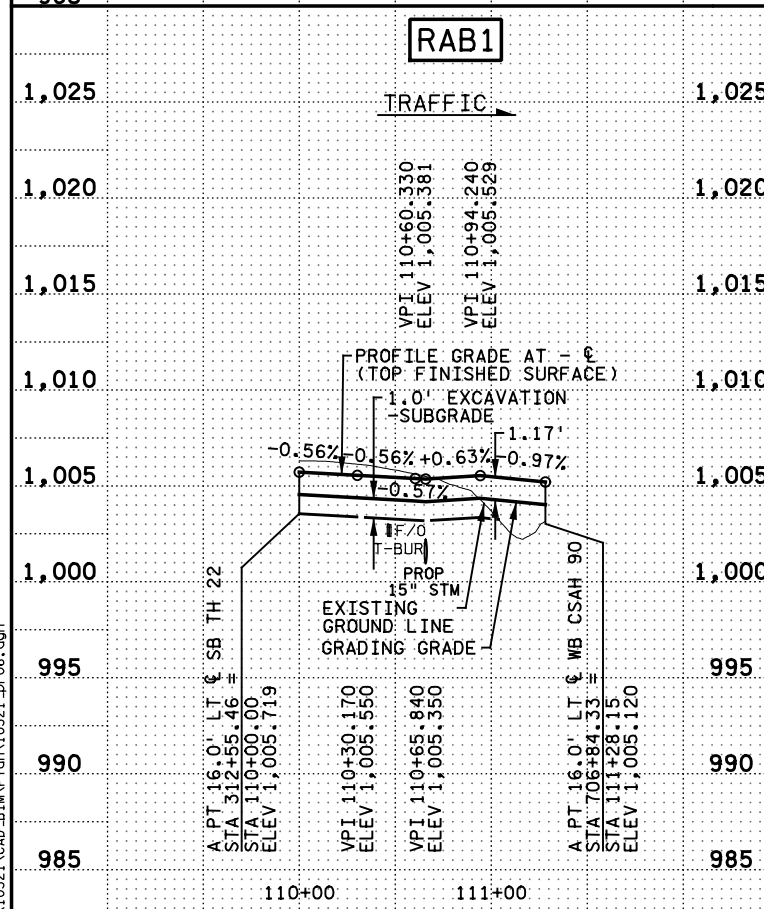 RAB1
TRAFFIC
1,025
1,025
1,020
1,020
1,015
1,015
1,010
1,010
1,005
1,005
1,000
1,000
995
995
990
990
985
985
VPI 110+60.330
ELEV 1,005.381
VPI 110+94.240
ELEV 1,005.529
PROFILE GRADE AT - ℄
(TOP FINISHED SURFACE)
1.0' EXCAVATION
-SUBGRADE
1.17'
-0.56%
-0.56%
+0.63%
-0.97%
-0.57%
F/O
T-BUR
PROP
15" STM
EXISTING
GROUND LINE
GRADING GRADE
A PT 16.0' LT ℄ SB TH 22
STA 312+55.46 =
STA 110+00.00
ELEV 1,005.719
VPI 110+30.170
ELEV 1,005.550
VPI 110+65.840
ELEV 1,005.350
A PT 16.0' LT ℄ WB CSAH 90
STA 706+84.33 =
STA 111+28.15
ELEV 1,005.120
110+00
111+00